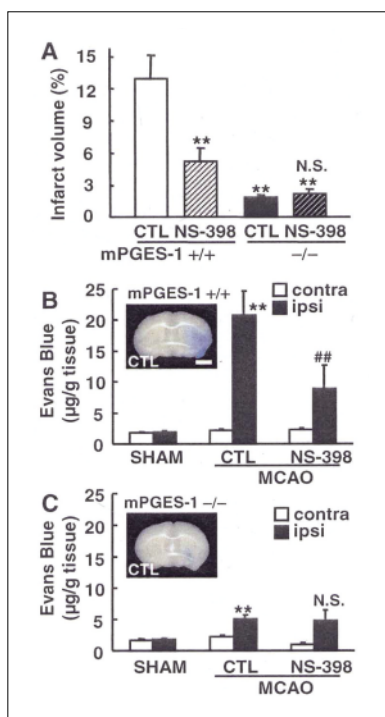 A
Infarct volume (%)
15
12
9
6
3
0
**
**
N.S.
**
CTL NS-398 CTL NS-398
mPGES-1 +/+ −/−
B
mPGES-1 +/+
contra
ipsi
Evans Blue
(µg/g tissue)
25
20
15
10
5
0
CTL
**
##
SHAM CTL NS-398
MCAO
C
mPGES-1 −/−
contra
ipsi
Evans Blue
(µg/g tissue)
25
20
15
10
5
0
CTL
**
N.S.
SHAM CTL NS-398
MCAO